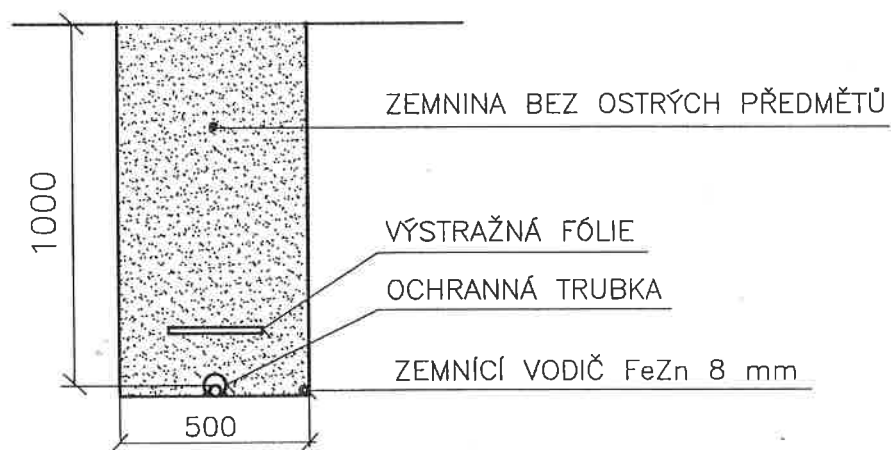 ZEMNINA BEZ OSTRÝCH PŘEDMĚTŮ
1000
VÝSTRAŽNÁ FÓLIE
OCHRANNÁ TRUBKA
ZEMNÍCÍ VODIČ FeZn 8 mm
500